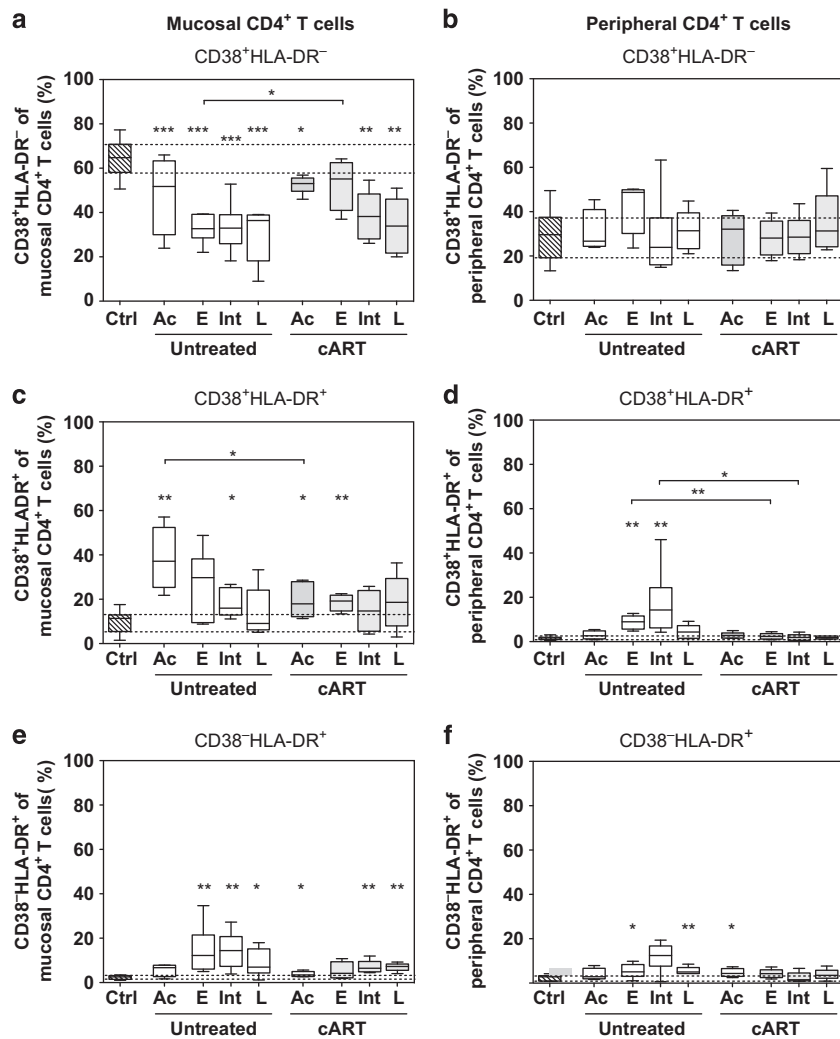 a Mucosal CD4⁺ T cells
CD38⁺HLA-DR⁻
CD38⁺HLA-DR⁻ of
mucosal CD4⁺ T cells (%)
100
80
60
40
20
0
*
*** *** *** *** * ** **
Ctrl Ac E Int L Ac E Int L
Untreated cART
b Peripheral CD4⁺ T cells
CD38⁺HLA-DR⁻
CD38⁺HLA-DR⁻ of
peripheral CD4⁺ T cells (%)
100
80
60
40
20
0
Ctrl Ac E Int L Ac E Int L
Untreated cART
c CD38⁺HLA-DR⁺
CD38⁺HLADR⁺ of
mucosal CD4⁺ T cells (%)
100
80
60
40
20
0
*
** * * **
Ctrl Ac E Int L Ac E Int L
Untreated cART
d CD38⁺HLA-DR⁺
CD38⁺HLA-DR⁺ of
peripheral CD4⁺ T cells (%)
100
80
60
40
20
0
*
**
** **
Ctrl Ac E Int L Ac E Int L
Untreated cART
e CD38⁻HLA-DR⁺
CD38⁻HLA-DR⁺ of
mucosal CD4⁺ T cells( %)
100
80
60
40
20
0
** ** * * ** **
Ctrl Ac E Int L Ac E Int L
Untreated cART
f CD38⁻HLA-DR⁺
CD38⁻HLA-DR⁺ of
peripheral CD4⁺ T cells (%)
100
80
60
40
20
0
* ** *
Ctrl Ac E Int L Ac E Int L
Untreated cART